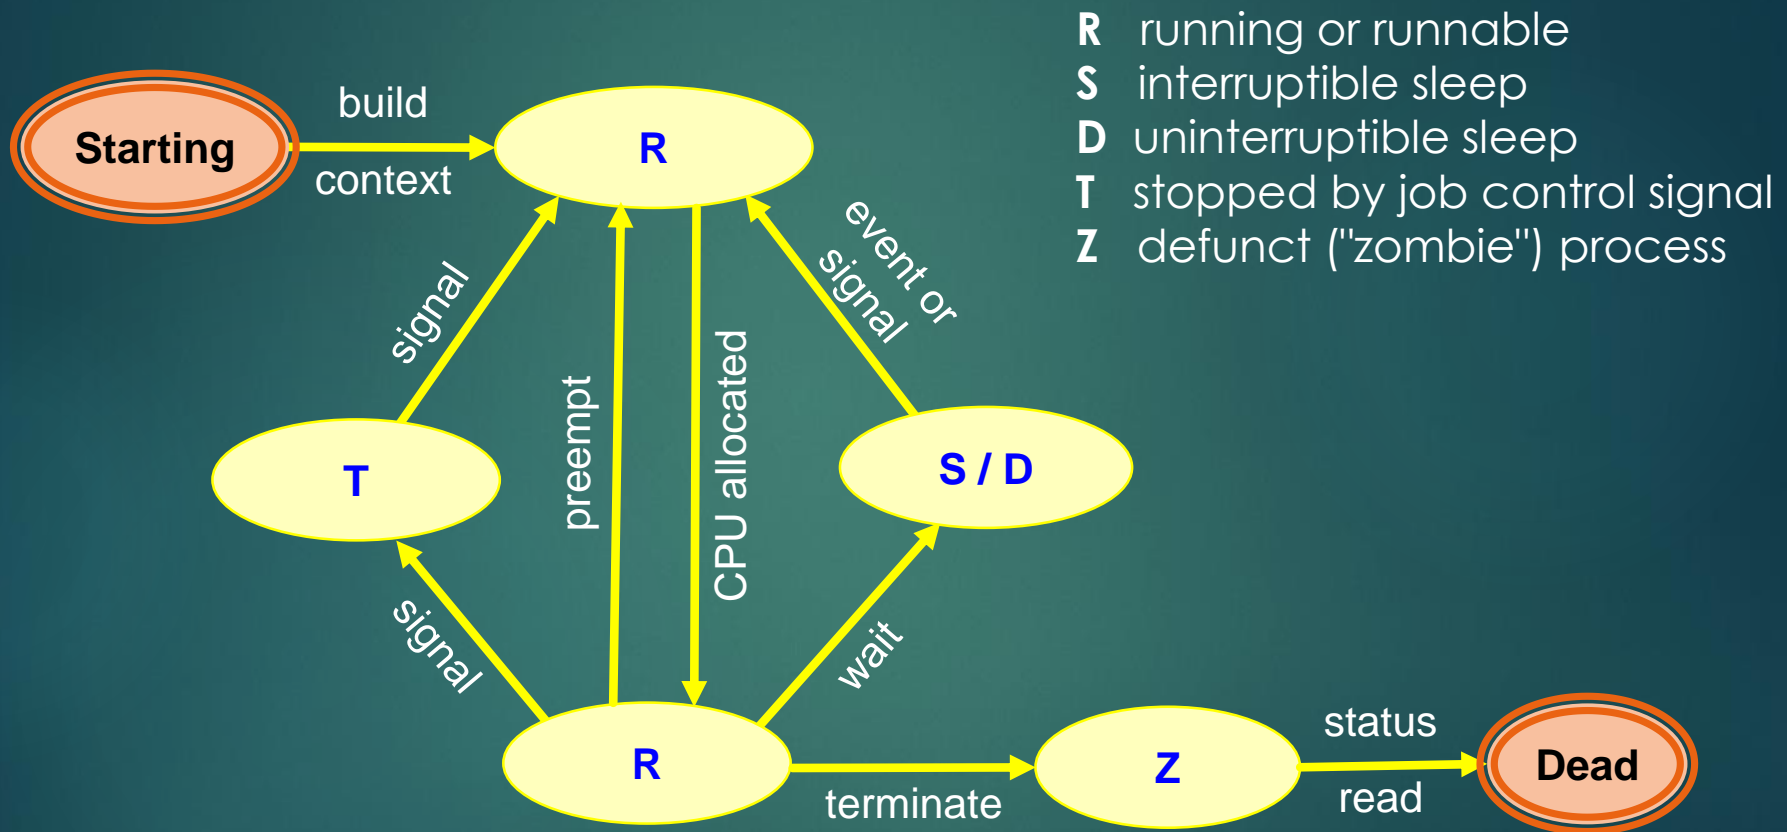 R running or runnable
S interruptible sleep
D uninterruptible sleep
T stopped by job control signal
Z defunct ("zombie") process
Starting
build
context
R
signal
preempt
CPU allocated
event or
signal
T
S / D
signal
wait
R
terminate
Z
status
read
Dead